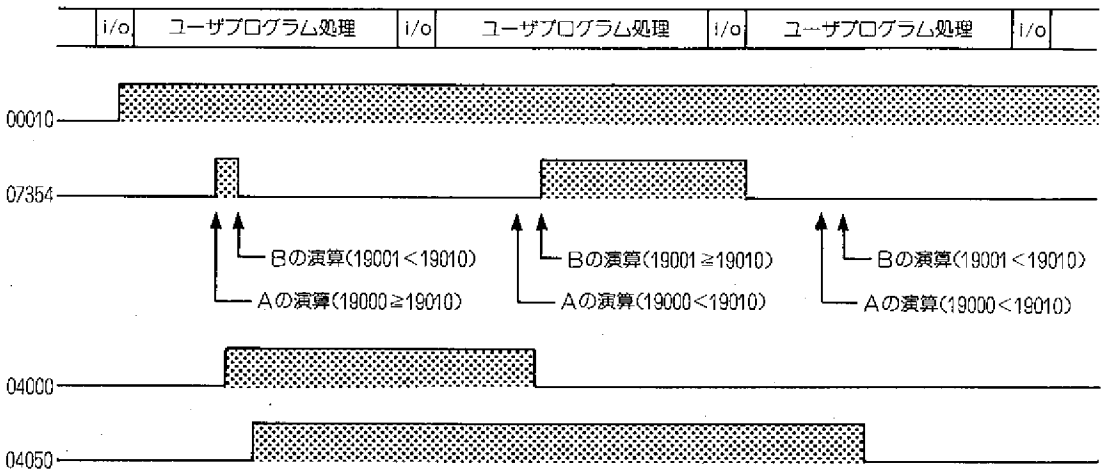 i/o ユーザプログラム処理 i/o ユーザプログラム処理 i/o ユーザプログラム処理 i/o
00010
07354
Bの演算(19001<19010) Bの演算(19001≧19010) Bの演算(19001<19010)
Aの演算(19000≧19010) Aの演算(19000<19010) Aの演算(19000<19010)
04000
04050